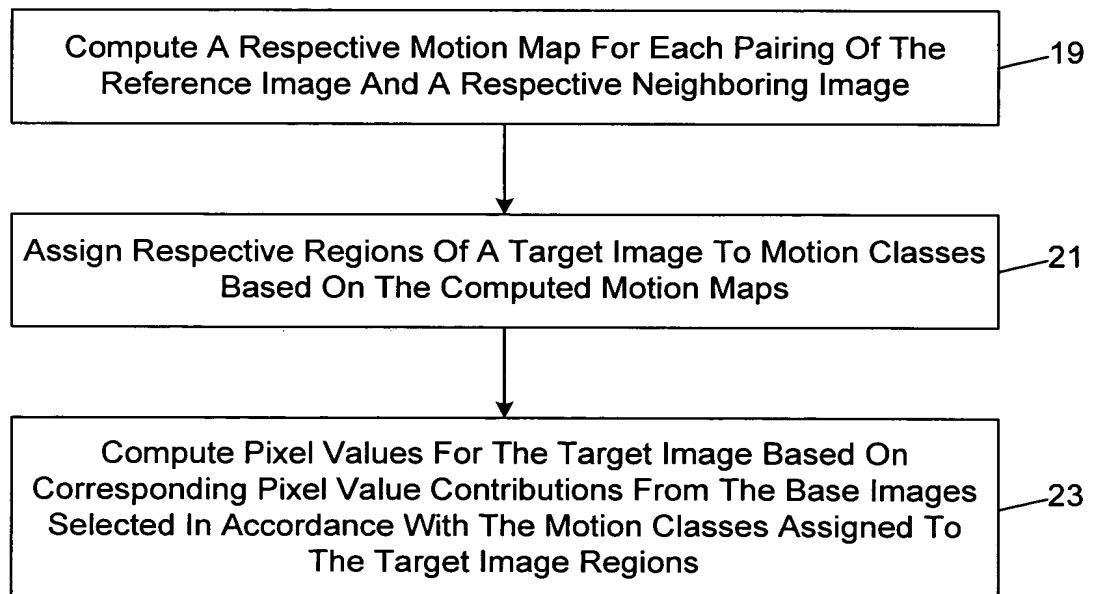 Compute A Respective Motion Map For Each Pairing Of The
Reference Image And A Respective Neighboring Image
19
Assign Respective Regions Of A Target Image To Motion Classes
Based On The Computed Motion Maps
21
Compute Pixel Values For The Target Image Based On
Corresponding Pixel Value Contributions From The Base Images
Selected In Accordance With The Motion Classes Assigned To
The Target Image Regions
23